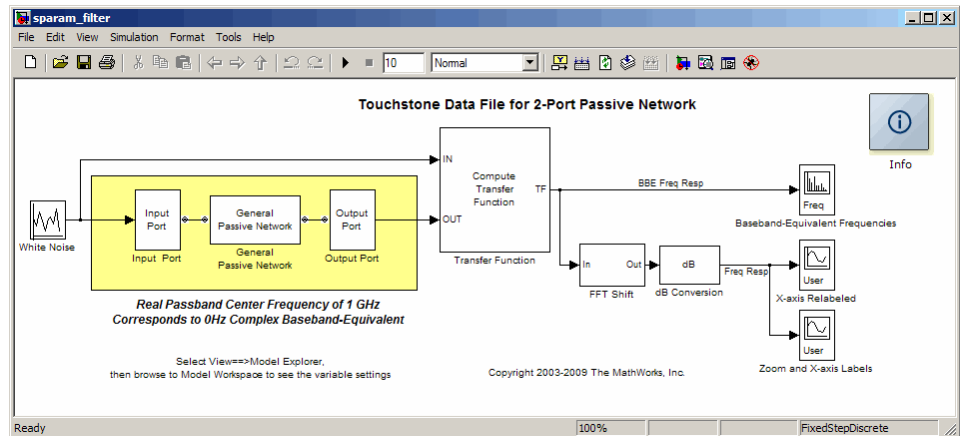 sparam_filter
File Edit View Simulation Format Tools Help
10
Normal
Touchstone Data File for 2-Port Passive Network
Info
White Noise
Input
Port
Input Port
General
Passive Network
General
Passive Network
Output
Port
Output Port
Real Passband Center Frequency of 1 GHz
Corresponds to 0Hz Complex Baseband-Equivalent
Select View==>Model Explorer,
then browse to Model Workspace to see the variable settings
IN
OUT
Compute
Transfer
Function
TF
Transfer Function
BBE Freq Resp
Freq
Baseband-Equivalent Frequencies
In
Out
FFT Shift
dB
dB Conversion
Freq Resp
User
X-axis Relabeled
User
Zoom and X-axis Labels
Copyright 2003-2009 The MathWorks, Inc.
Ready
100%
FixedStepDiscrete